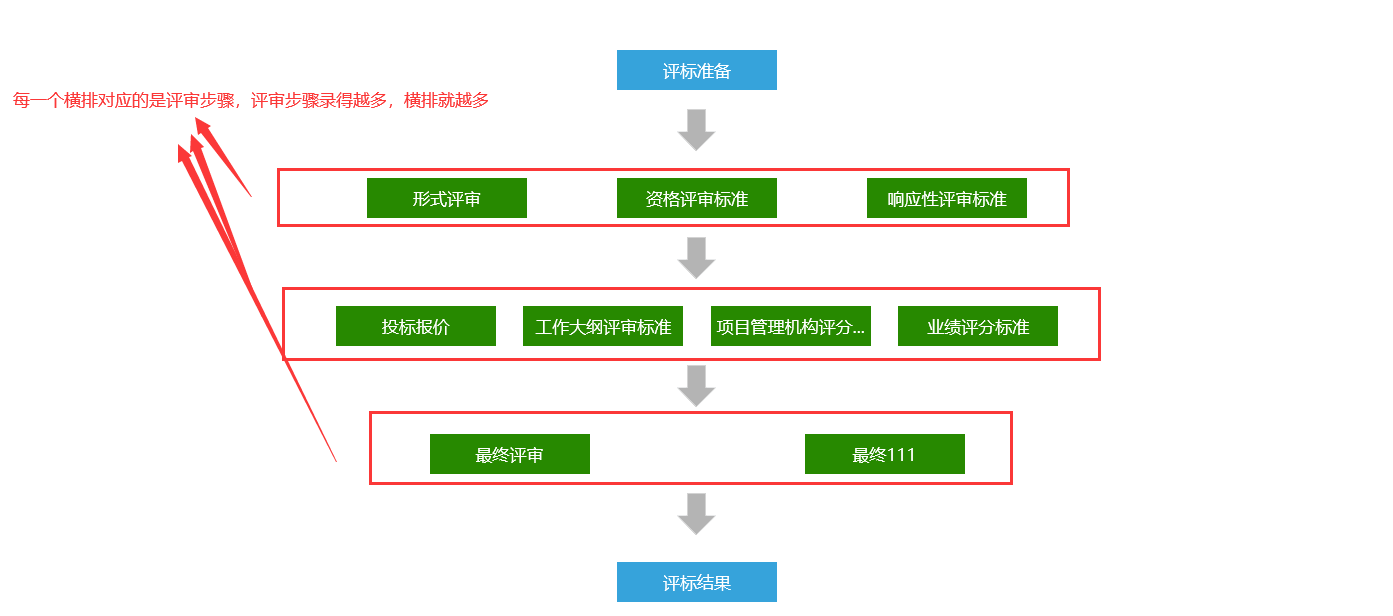 评标准备
每一个横排对应的是评审步骤，评审步骤录得越多，横排就越多
形式评审
资格评审标准
响应性评审标准
投标报价
工作大纲评审标准
项目管理机构评分...
业绩评分标准
最终评审
最终111
评标结果